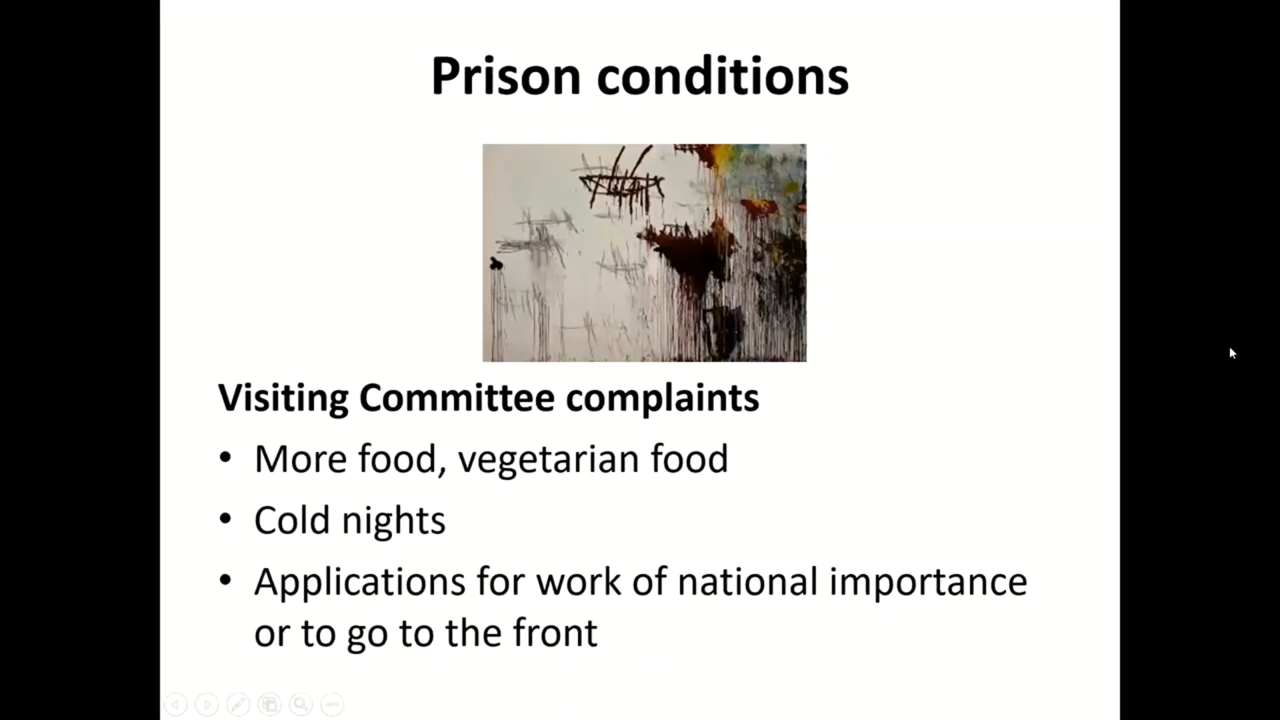 Prison conditions
Visiting Committee complaints
• More food, vegetarian food
• Cold nights
• Applications for work of national importance
or to go to the front